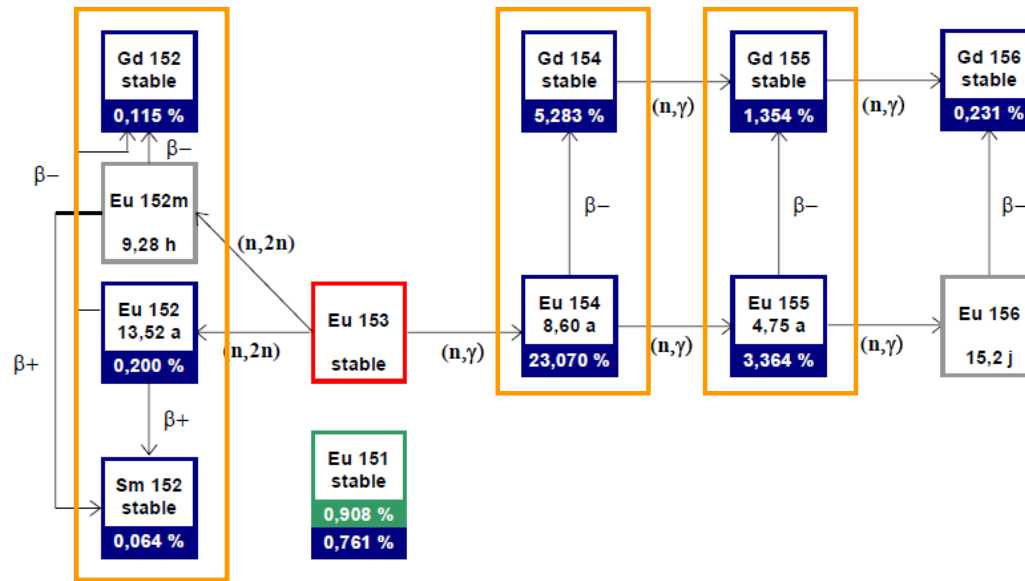 Gd 152
stable
0,115 %
β−
β−
Eu 152m
9,28 h
(n,2n)
Eu 152
13,52 a
0,200 %
(n,2n)
β+
β+
Sm 152
stable
0,064 %
Eu 153
stable
Eu 151
stable
0,908 %
0,761 %
(n,γ)
Gd 154
stable
5,283 %
(n,γ)
β−
Eu 154
8,60 a
23,070 %
(n,γ)
Gd 155
stable
1,354 %
(n,γ)
β−
Eu 155
4,75 a
3,364 %
(n,γ)
Gd 156
stable
0,231 %
β−
Eu 156
15,2 j